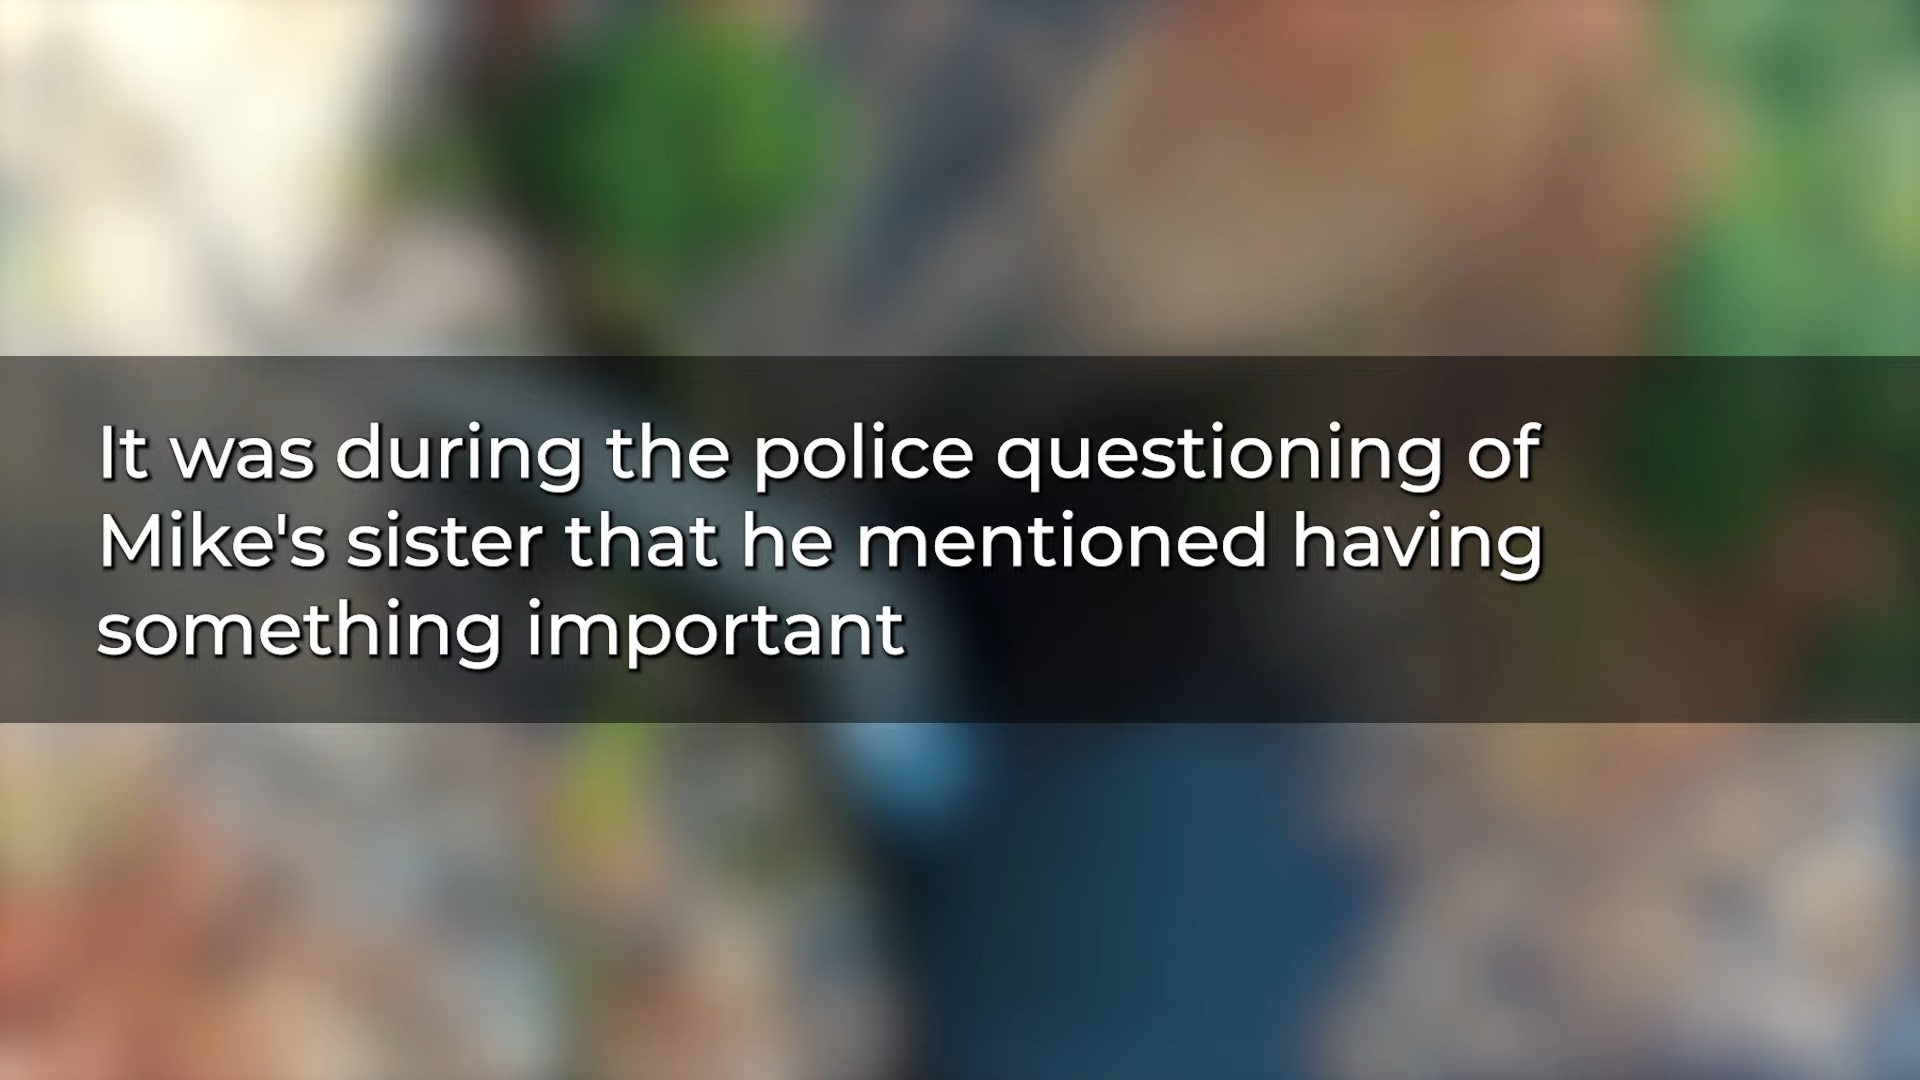 It was during the police questioning of
Mike's sister that he mentioned having
something important